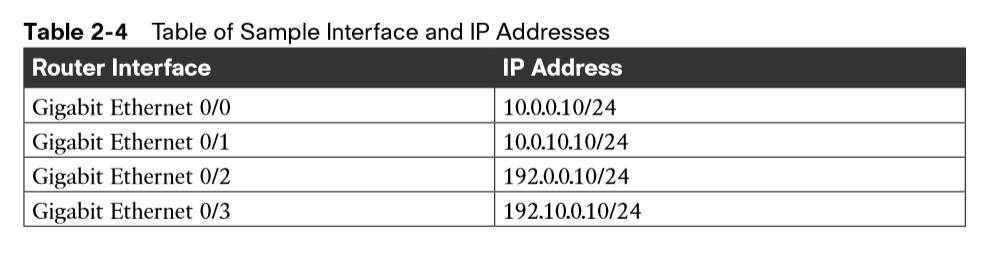 Table 2-4 Table of Sample Interface and IP Addresses
Router Interface IP Address
Gigabit Ethernet 0/0 10.0.0.10/24
Gigabit Ethernet 0/1 10.0.10.10/24
Gigabit Ethernet 0/2 192.0.0.10/24
Gigabit Ethernet 0/3 192.10.0.10/24